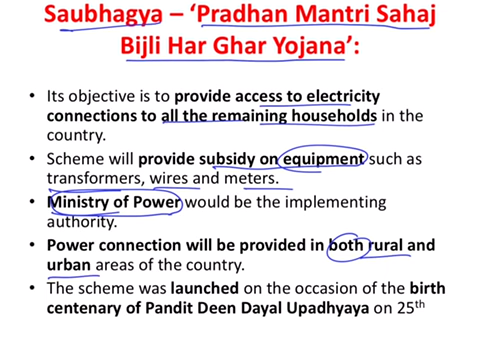 Saubhagya – ‘Pradhan Mantri Sahaj
Bijli Har Ghar Yojana’:
• Its objective is to provide access to electricity
connections to all the remaining households in the
country.
• Scheme will provide subsidy on equipment such as
transformers, wires and meters.
• Ministry of Power would be the implementing
authority.
• Power connection will be provided in both rural and
urban areas of the country.
• The scheme was launched on the occasion of the birth
centenary of Pandit Deen Dayal Upadhyaya on 25th